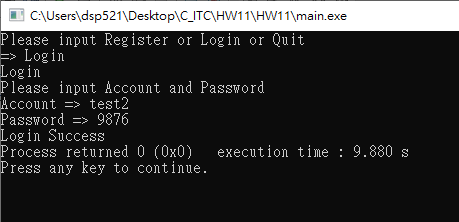 C:\Users\dsp521\Desktop\C_ITC\HW11\HW11\main.exe
Please input Register or Login or Quit
=> Login
Login
Please input Account and Password
Account => test2
Password => 9876
Login Success
Process returned 0 (0x0)   execution time : 9.880 s
Press any key to continue.